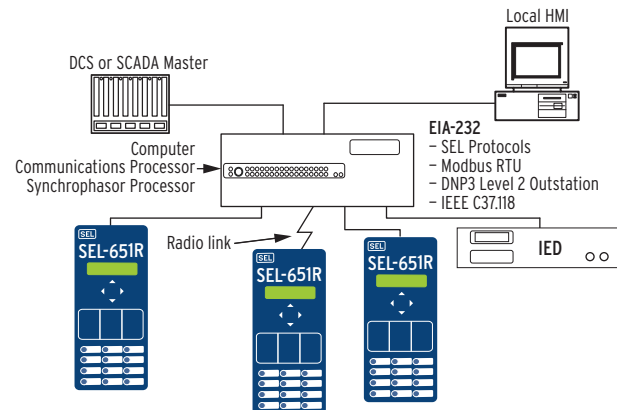 Local HMI
DCS or SCADA Master
Computer
Communications Processor
Synchrophasor Processor
EIA-232
– SEL Protocols
– Modbus RTU
– DNP3 Level 2 Outstation
– IEEE C37.118
Radio link
SEL
SEL-651R
SEL
SEL-651R
SEL
SEL-651R
IED